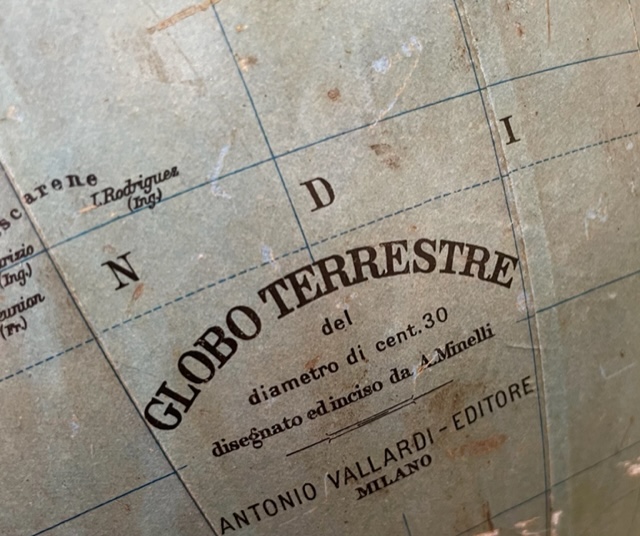 scarene
I. Rodriguez
(Ing.)
rizio
(Ing.)
eunion
(Fr.)
N D I
GLOBO TERRESTRE
del
diametro di cent. 30
disegnato ed inciso da A. Minelli
ANTONIO VALLARDI - EDITORE
MILANO